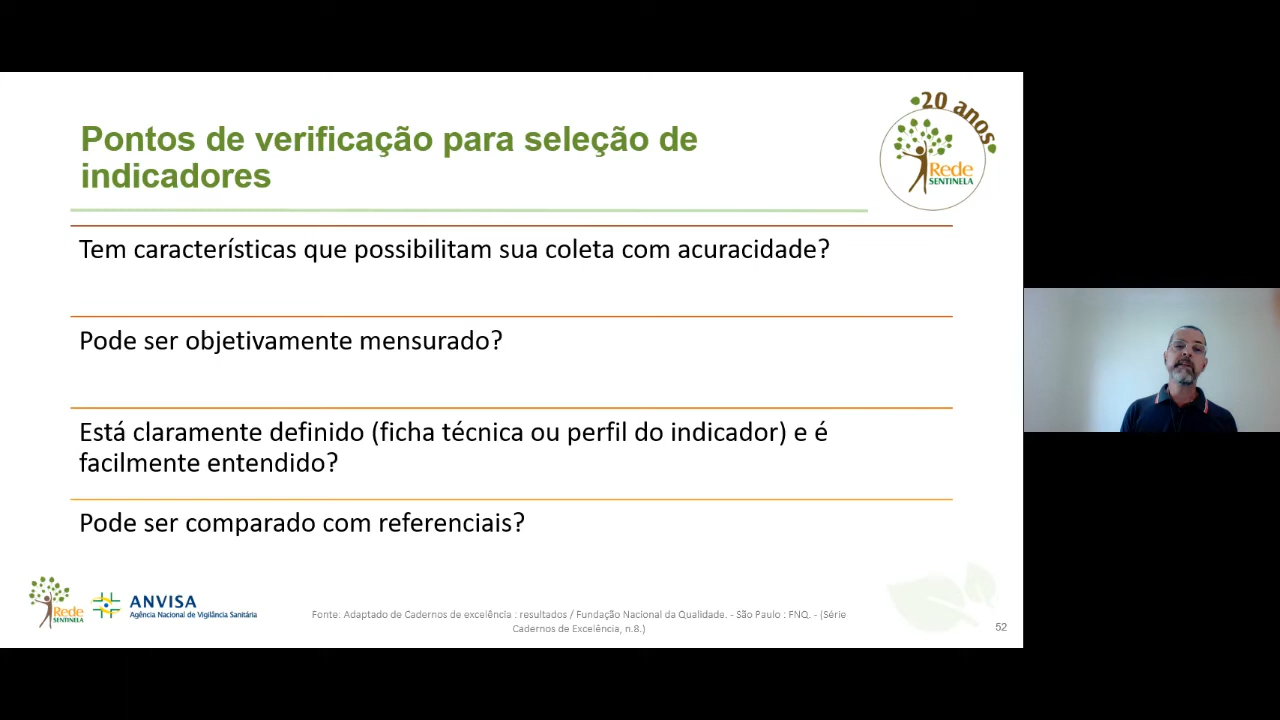 20 anos
Pontos de verificação para seleção de
indicadores
Rede
SENTINELA
Tem características que possibilitam sua coleta com acuracidade?
Pode ser objetivamente mensurado?
Está claramente definido (ficha técnica ou perfil do indicador) e é
facilmente entendido?
Pode ser comparado com referenciais?
Rede
SENTINELA
ANVISA
Agência Nacional de Vigilância Sanitária
Fonte: Adaptado de Cadernos de excelência : resultados / Fundação Nacional da Qualidade. - São Paulo : FNQ. - (Série
Cadernos de Excelência, n.8.)
52